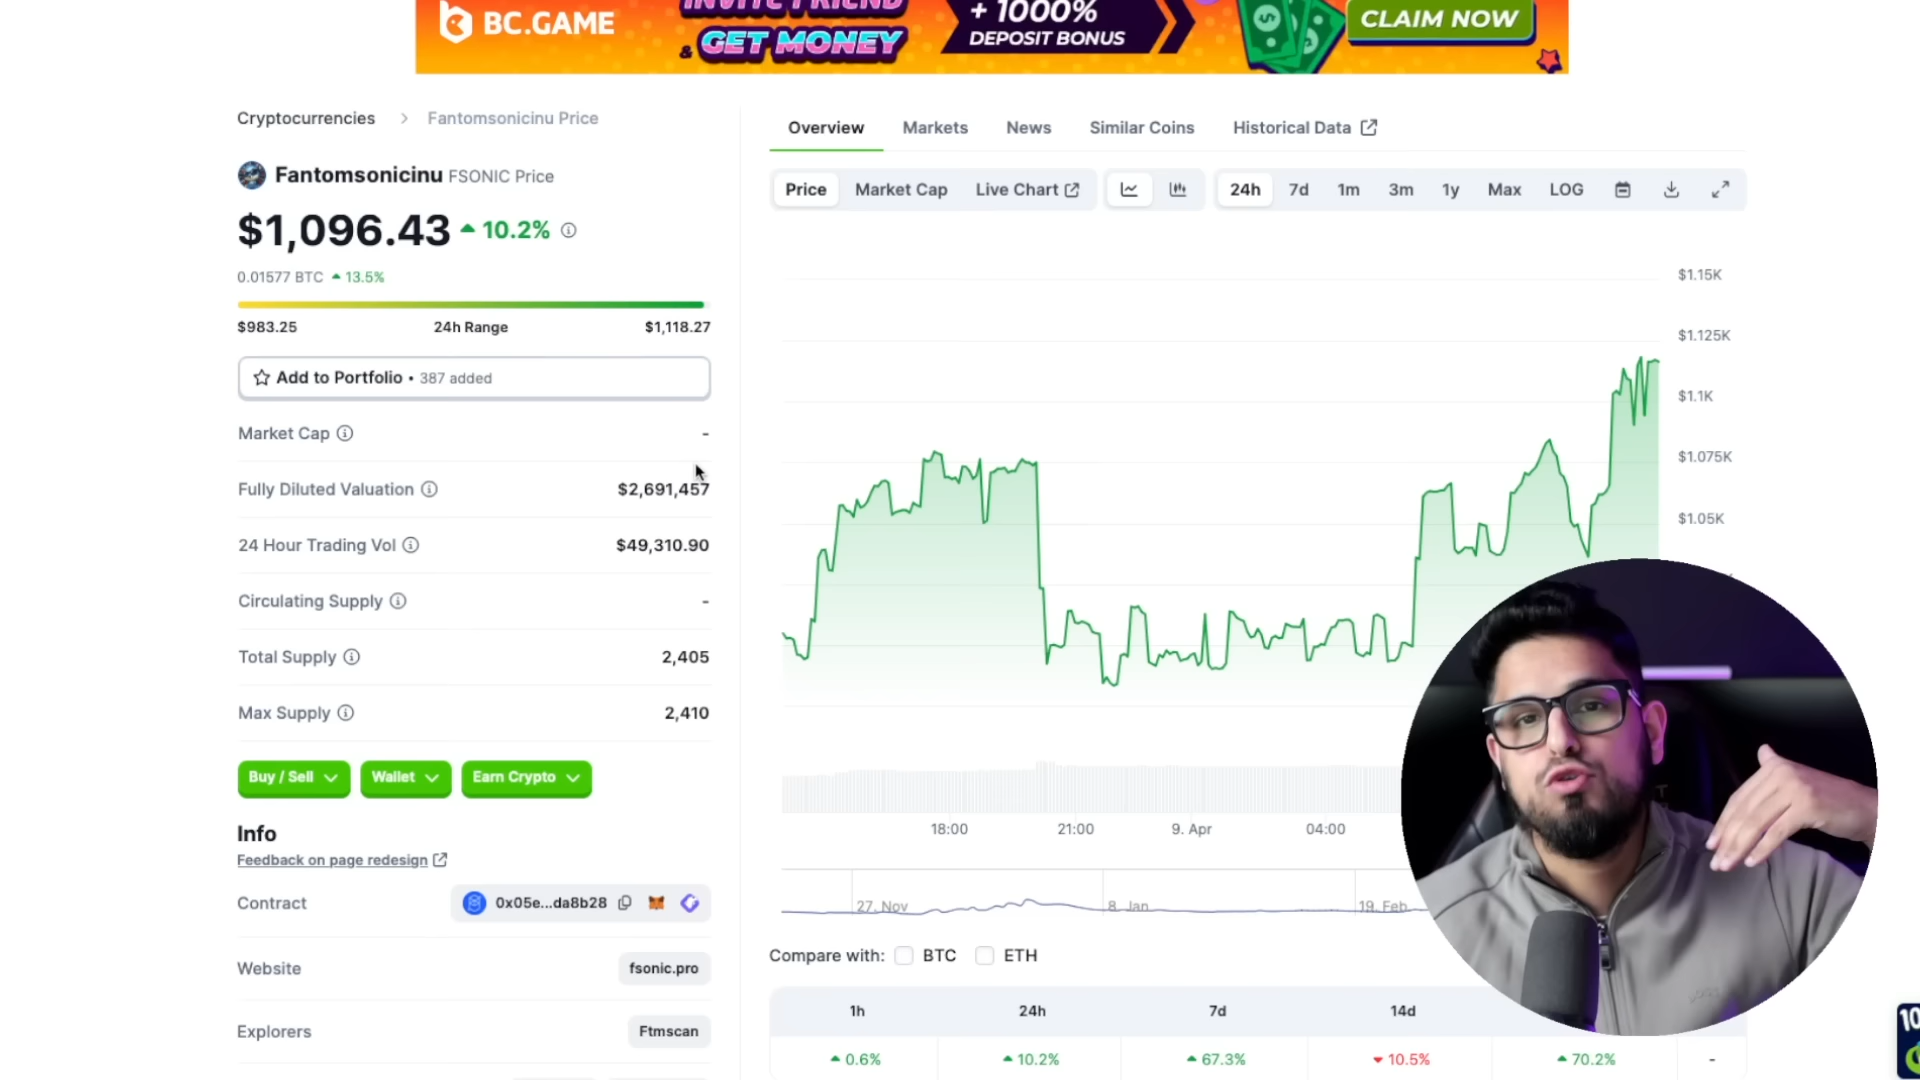 INVITE FRIEND
& GET MONEY
BC.GAME
+ 1000%
DEPOSIT BONUS
CLAIM NOW
Cryptocurrencies
Fantomsonicinu Price
Fantomsonicinu FSONIC Price
$1,096.43 10.2%
0.01577 BTC 13.5%
$983.25 24h Range $1,118.27
Add to Portfolio • 387 added
Market Cap -
Fully Diluted Valuation $2,691,457
24 Hour Trading Vol $49,310.90
Circulating Supply -
Total Supply 2,405
Max Supply 2,410
Buy / Sell Wallet Earn Crypto
Info
Feedback on page redesign
Contract 0x05e...da8b28
Website fsonic.pro
Explorers Ftmscan
Overview Markets News Similar Coins Historical Data
Price Market Cap Live Chart 24h 7d 1m 3m 1y Max LOG
$1.15K
$1.125K
$1.1K
$1.075K
$1.05K
18:00 21:00 9. Apr 04:00
27. Nov 8. Jan 19. Feb
Compare with: BTC ETH
1h 24h 7d 14d
0.6% 10.2% 67.3% 10.5% 70.2% -
10